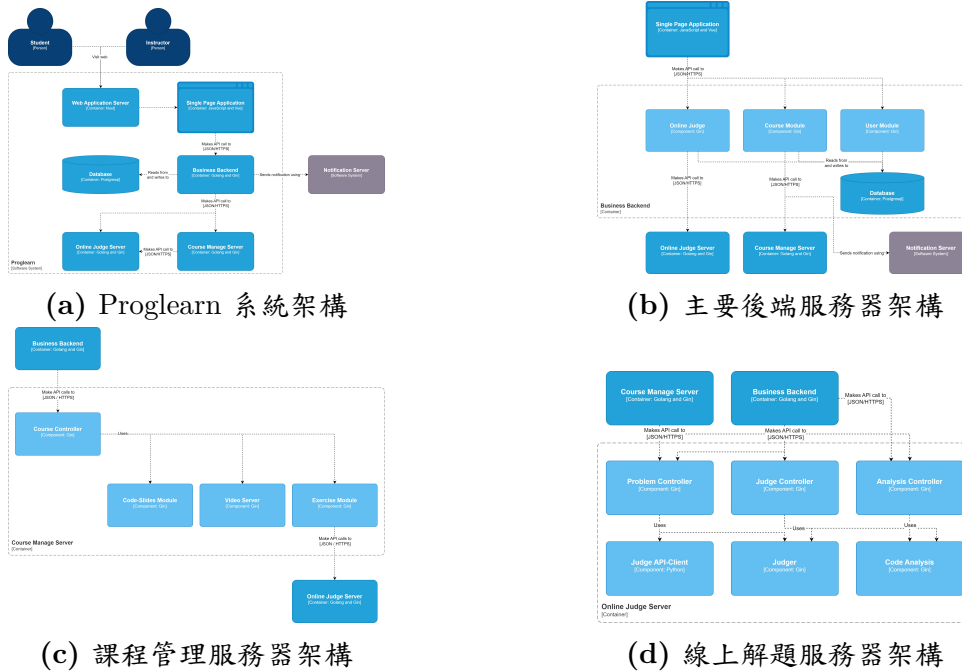 Student
[Person]
Instructor
[Person]
Visit web
Web Application Server
[Container: Nuxt]
Single Page Application
[Container: JavaScript and Vue]
Makes API call to
[JSON/HTTPS]
Database
[Container: Postgresql]
Reads from
and writes to
Business Backend
[Container: Golang and Gin]
Sends notification using
Notification Server
[Software System]
Makes API call to
[JSON/HTTPS]
Online Judge Server
[Container: Golang and Gin]
Makes API call to
[JSON/HTTPS]
Course Manage Server
[Container: Golang and Gin]
Proglearn
[Software System]
(a) Proglearn 系統架構
Single Page Application
[Container: JavaScript and Vue]
Makes API call to
[JSON/HTTPS]
Online Judge
[Component: Gin]
Course Module
[Component: Gin]
User Module
[Component: Gin]
Reads from
and writes to
Makes API call to
[JSON/HTTPS]
Makes API call to
[JSON/HTTPS]
Database
[Container: Postgresql]
Business Backend
[Container]
Online Judge Server
[Container: Golang and Gin]
Course Manage Server
[Container: Golang and Gin]
Sends notification using
Notification Server
[Software System]
(b) 主要後端服務器架構
Business Backend
[Container: Golang and Gin]
Make API calls to
[JSON / HTTPS]
Course Controller
[Component: Gin]
Uses
Code-Slides Module
[Component: Gin]
Video Server
[Component: Gin]
Exercise Module
[Component: Gin]
Make API calls to
[JSON / HTTPS]
Course Manage Server
[Container]
Online Judge Server
[Container: Golang and Gin]
(c) 課程管理服務器架構
Course Manage Server
[Container: Golang and Gin]
Business Backend
[Container: Golang and Gin]
Makes API call to
[JSON/HTTPS]
Makes API call to
[JSON/HTTPS]
Makes API call to
[JSON/HTTPS]
Problem Controller
[Component: Gin]
Judge Controller
[Component: Gin]
Analysis Controller
[Component: Gin]
Uses
Uses
Uses
Judge API-Client
[Component: Python]
Judger
[Component: Gin]
Code Analysis
[Component: Gin]
Online Judge Server
[Container]
(d) 線上解題服務器架構